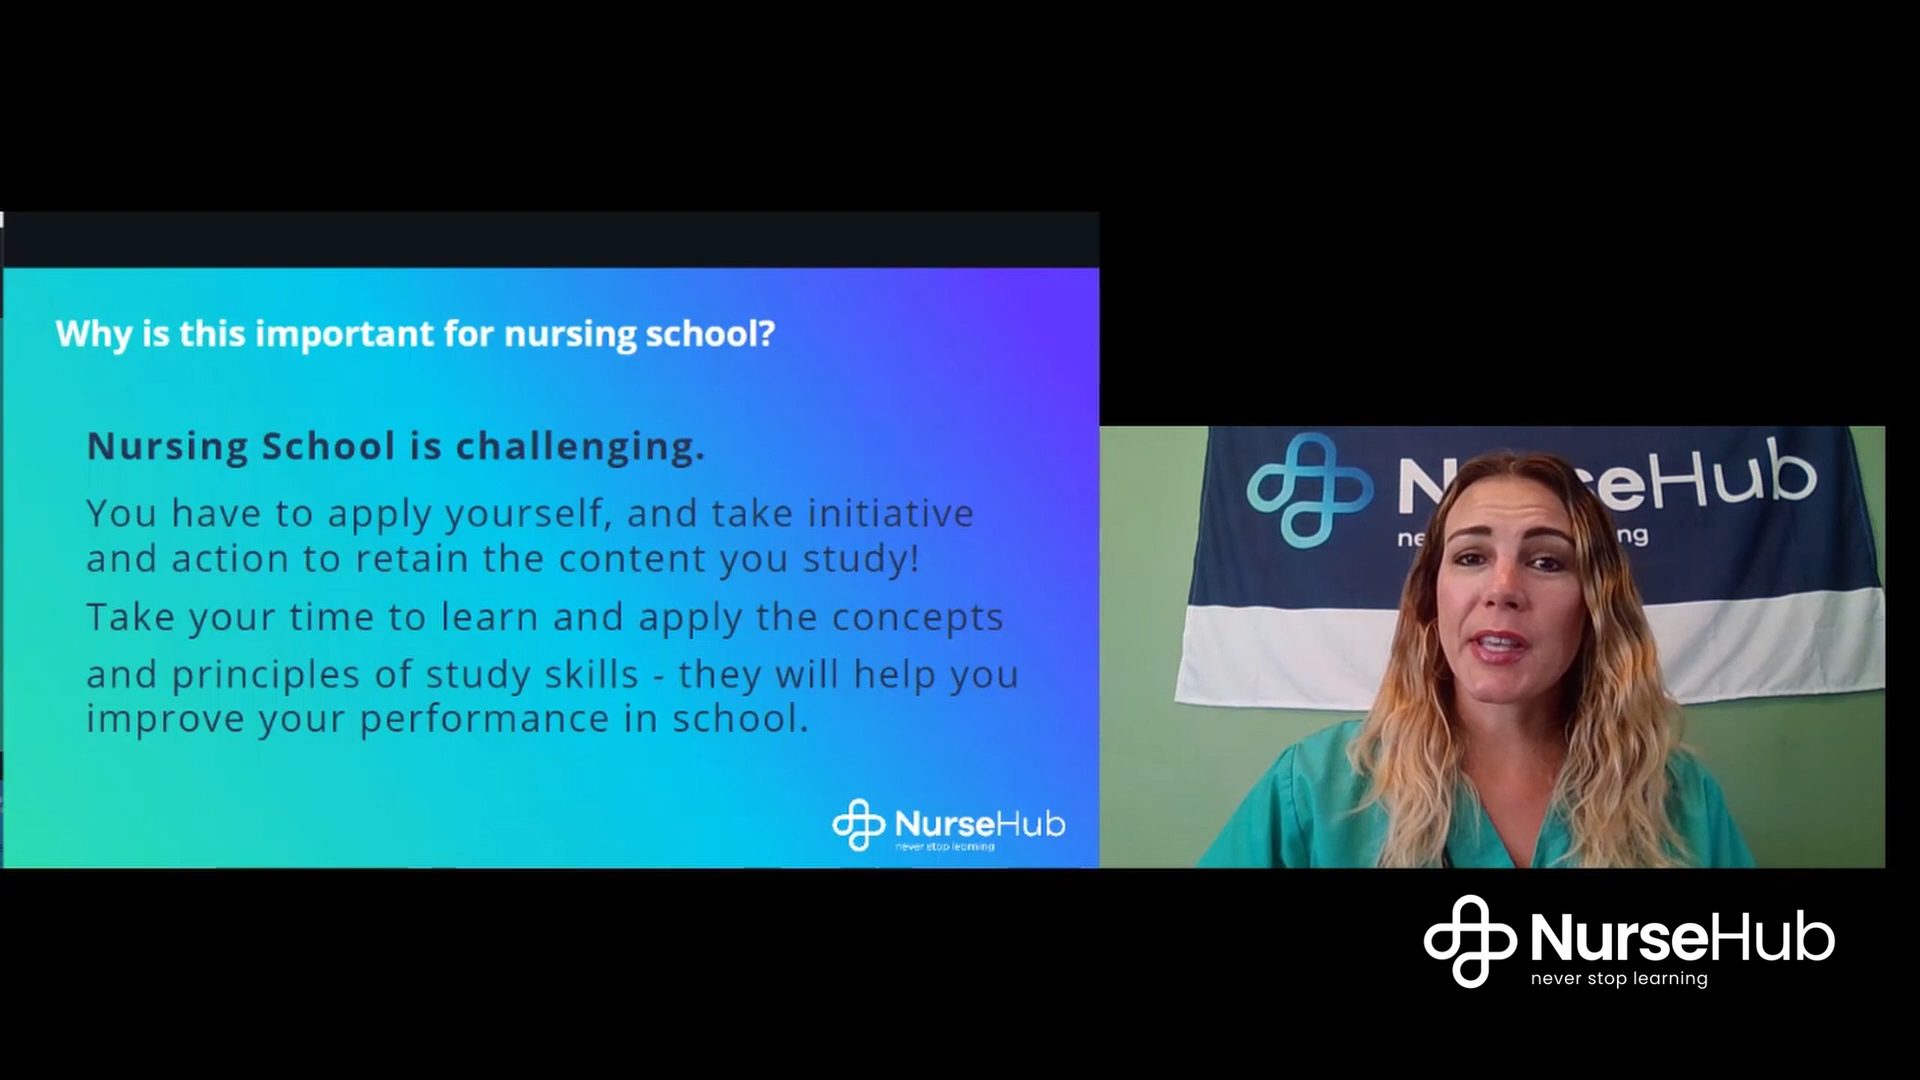 Why is this important for nursing school?
Nursing School is challenging.
You have to apply yourself, and take initiative
and action to retain the content you study!
Take your time to learn and apply the concepts
and principles of study skills - they will help you
improve your performance in school.
NurseHub
never stop learning
NurseHub
never stop learning